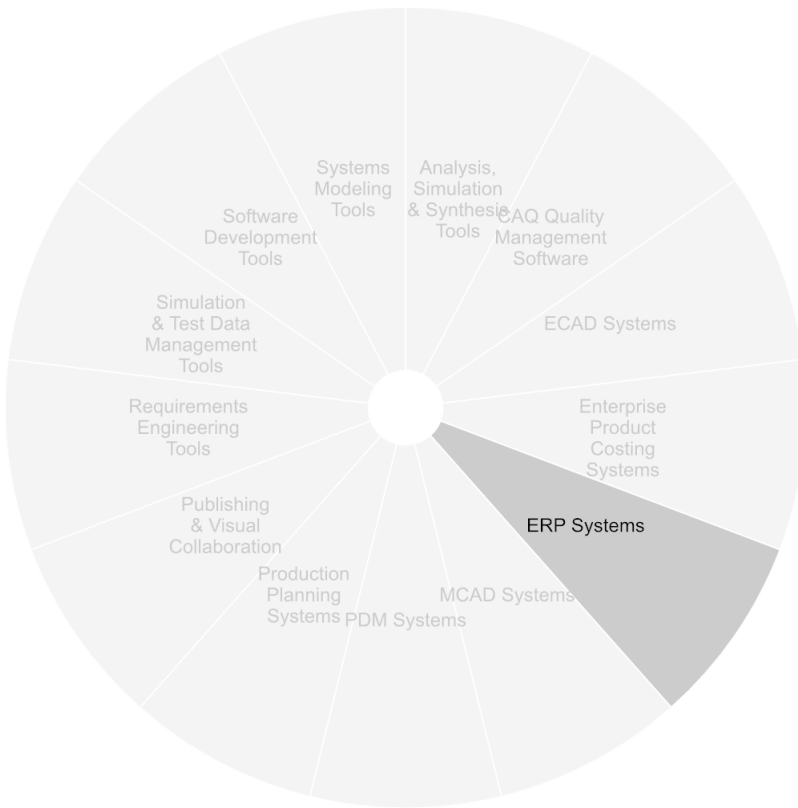 Systems
Modeling
Tools
Analysis,
Simulation
& Synthesis
Tools
CAQ Quality
Management
Software
ECAD Systems
Enterprise
Product
Costing
Systems
ERP Systems
MCAD Systems
PDM Systems
Production
Planning
Systems
Publishing
& Visual
Collaboration
Requirements
Engineering
Tools
Simulation
& Test Data
Management
Tools
Software
Development
Tools